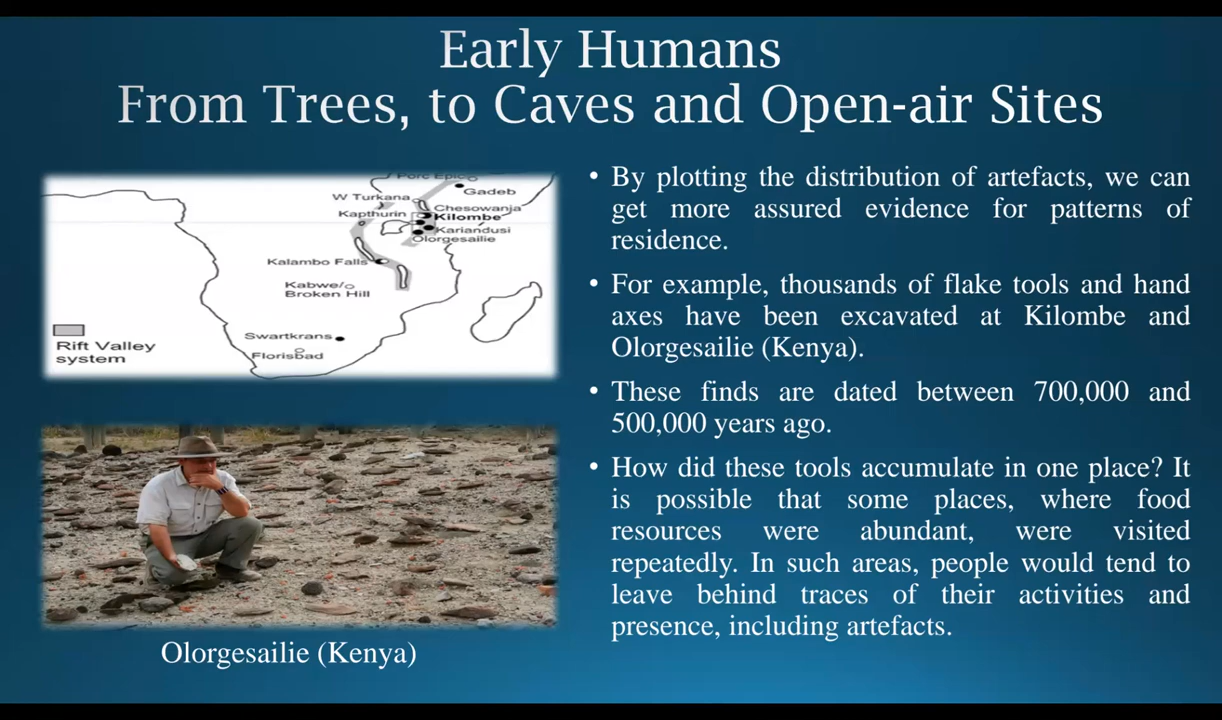 Early Humans
From Trees, to Caves and Open-air Sites
Porc Epic
Gadeb
W Turkana
Chesowanja
Kapthurin
Kilombe
Kariandusi
Olorgesailie
Kalambo Falls
Kabwe/
Broken Hill
Swartkrans
Florisbad
Rift Valley
system
Olorgesailie (Kenya)
• By plotting the distribution of artefacts, we can
get more assured evidence for patterns of
residence.
• For example, thousands of flake tools and hand
axes have been excavated at Kilombe and
Olorgesailie (Kenya).
• These finds are dated between 700,000 and
500,000 years ago.
• How did these tools accumulate in one place? It
is possible that some places, where food
resources were abundant, were visited
repeatedly. In such areas, people would tend to
leave behind traces of their activities and
presence, including artefacts.